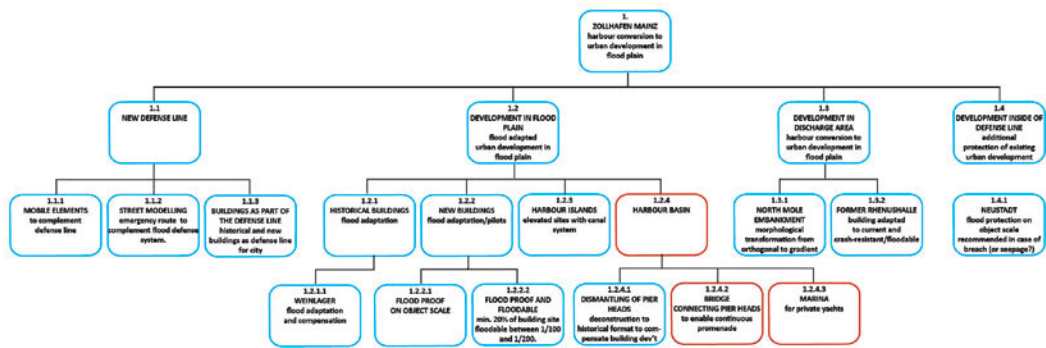 1.
ZOLLHAFEN MAINZ
harbour conversion to
urban development in
flood plain
1.1
NEW DEFENSE LINE
1.2
DEVELOPMENT IN FLOOD
PLAIN
flood adapted
urban development in
flood plain
1.3
DEVELOPMENT IN
DISCHARGE AREA
harbour conversion to
urban development in
flood plain
1.4
DEVELOPMENT INSIDE OF
DEFENSE LINE
additional
protection of existing
urban development
1.1.1
MOBILE ELEMENTS
to complement
defense line
1.1.2
STREET MODELLING
emergency route to
complement flood defense
system.
1.1.3
BUILDINGS AS PART OF
THE DEFENSE LINE
historical and new
buildings as defense line for
city
1.2.1
HISTORICAL BUILDINGS
flood adaptation
1.2.2
NEW BUILDINGS
flood adaptation/pilots
1.2.3
HARBOUR ISLANDS
elevated sites with canal
system
1.2.4
HARBOUR BASIN
1.3.1
NORTH MOLE
EMBANKMENT
morphological
transformation from
orthogonal to gradient
1.3.2
FORMER RHENUSHALLE
building adapted
to current and
crash-resistant/floodable
1.4.1
NEUSTADT
flood protection on
object scale
recommended in case of
breach (or seepage?)
1.2.1.1
WEINLAGER
flood adaptation
and compensation
1.2.2.1
FLOOD PROOF
ON OBJECT SCALE
1.2.2.2
FLOOD PROOF AND
FLOODABLE
min. 20% of building site
floodable between 1/100
and 1/200.
1.2.4.1
DISMANTLING OF PIER
HEADS
deconstruction to
historical format to com-
pensate building dev't
1.2.4.2
BRIDGE
CONNECTING PIER HEADS
to enable continuous
promenade
1.2.4.3
MARINA
for private yachts